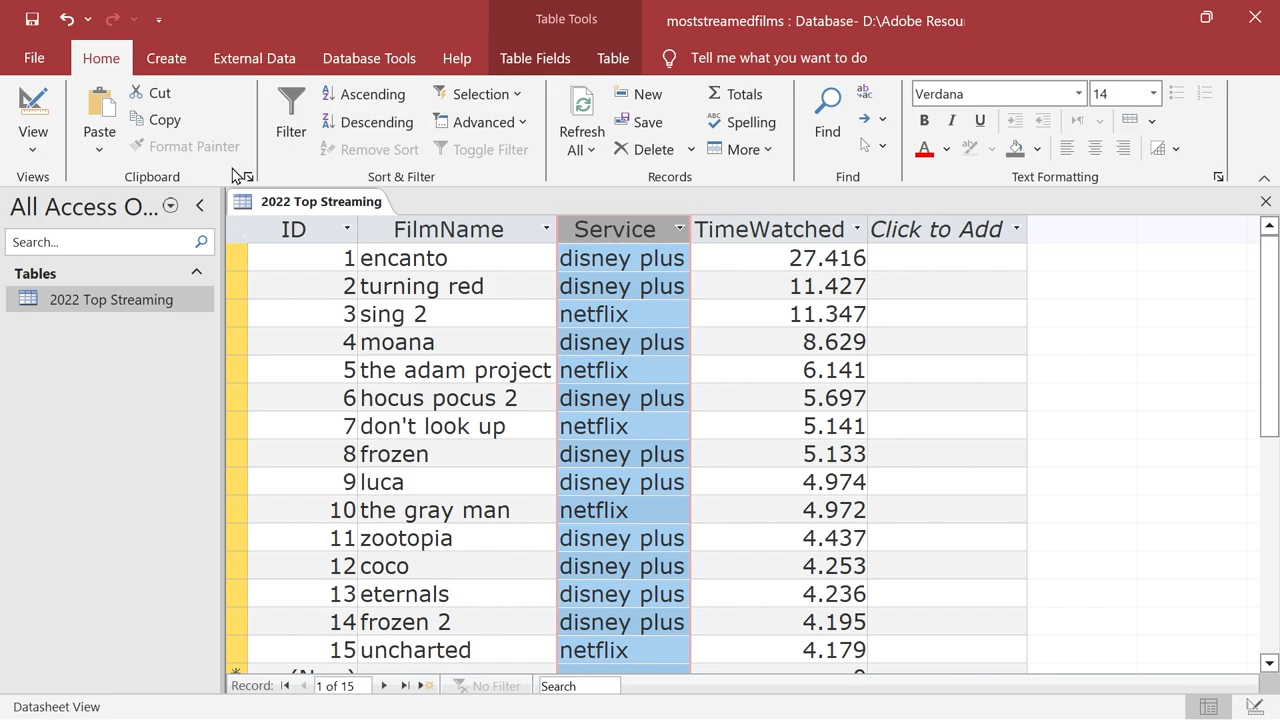 Table Tools
moststreamedfilms : Database- D:\Adobe Resou
File Home Create External Data Database Tools Help Table Fields Table Tell me what you want to do
View
Views
Paste
Cut
Copy
Format Painter
Clipboard
Filter
Ascending
Descending
Remove Sort
Selection
Advanced
Toggle Filter
Sort & Filter
Refresh
All
New
Save
Delete
Totals
Spelling
More
Records
Find
Find
Verdana 14
Text Formatting
All Access O...
Search...
Tables
2022 Top Streaming
2022 Top Streaming
ID FilmName Service TimeWatched Click to Add
1 encanto disney plus 27.416
2 turning red disney plus 11.427
3 sing 2 netflix 11.347
4 moana disney plus 8.629
5 the adam project netflix 6.141
6 hocus pocus 2 disney plus 5.697
7 don't look up netflix 5.141
8 frozen disney plus 5.133
9 luca disney plus 4.974
10 the gray man netflix 4.972
11 zootopia disney plus 4.437
12 coco disney plus 4.253
13 eternals disney plus 4.236
14 frozen 2 disney plus 4.195
15 uncharted netflix 4.179
Record: 1 of 15 No Filter Search
Datasheet View